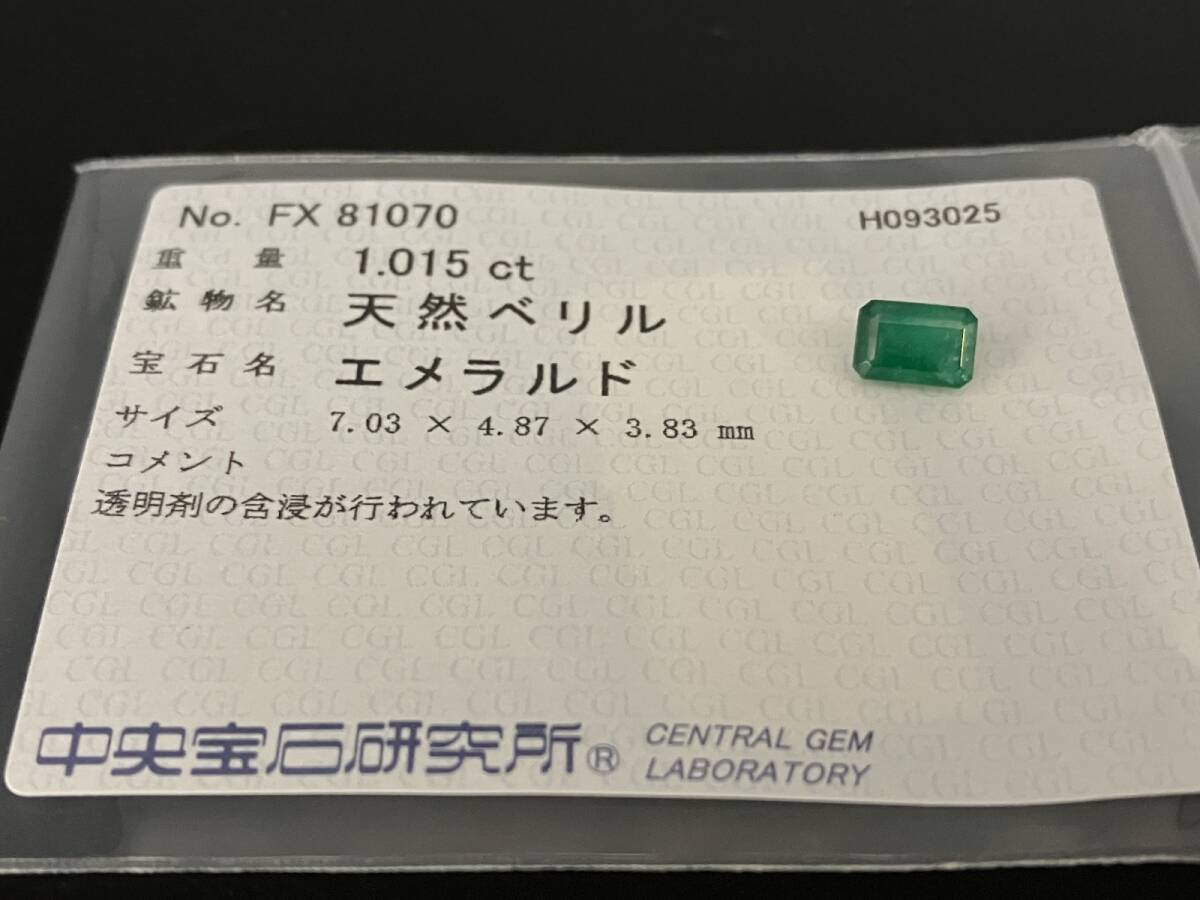 No. FX 81070 H093025
重量 1.015 ct
鉱物名 天然ベリル
宝石名 エメラルド
サイズ 7.03 × 4.87 × 3.83 mm
コメント
透明剤の含浸が行われています。
中央宝石研究所® CENTRAL GEM
LABORATORY